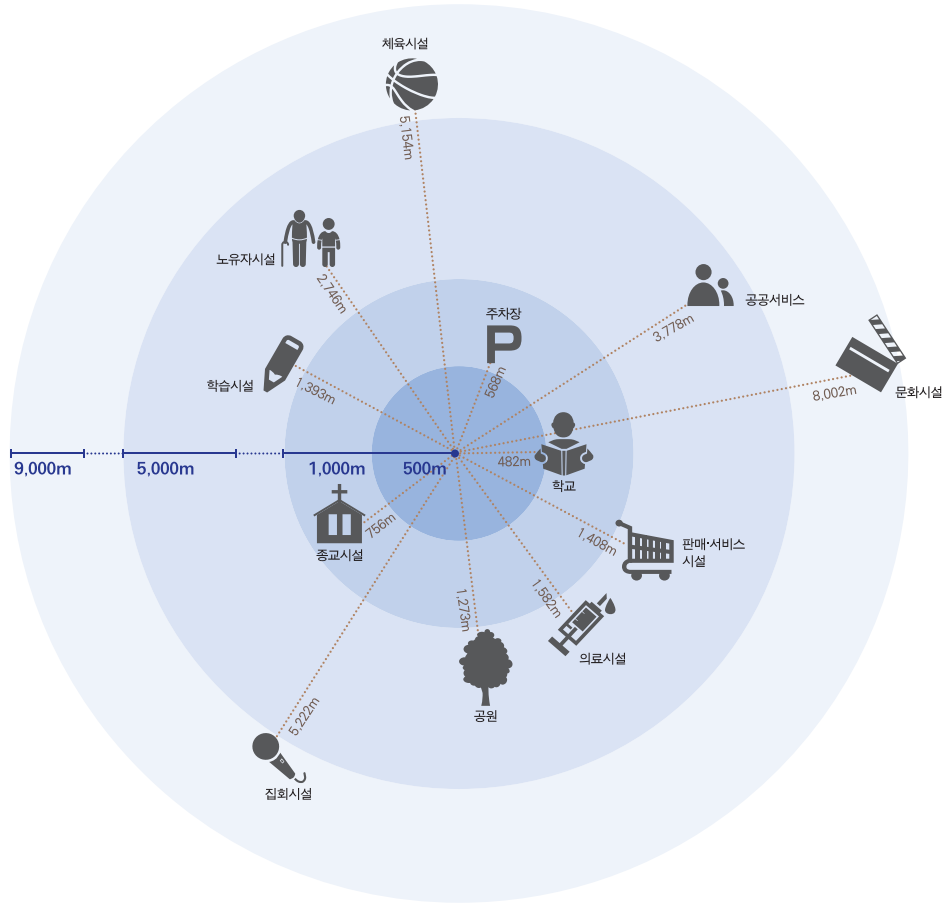 체육시설
5,154m
노유자시설
2,746m
공공서비스
3,778m
주차장
568m
문화시설
8,002m
학습시설
1,393m
9,000m
5,000m
1,000m
500m
482m
학교
종교시설
756m
1,408m
판매·서비스
시설
1,273m
1,582m
의료시설
공원
5,222m
집회시설